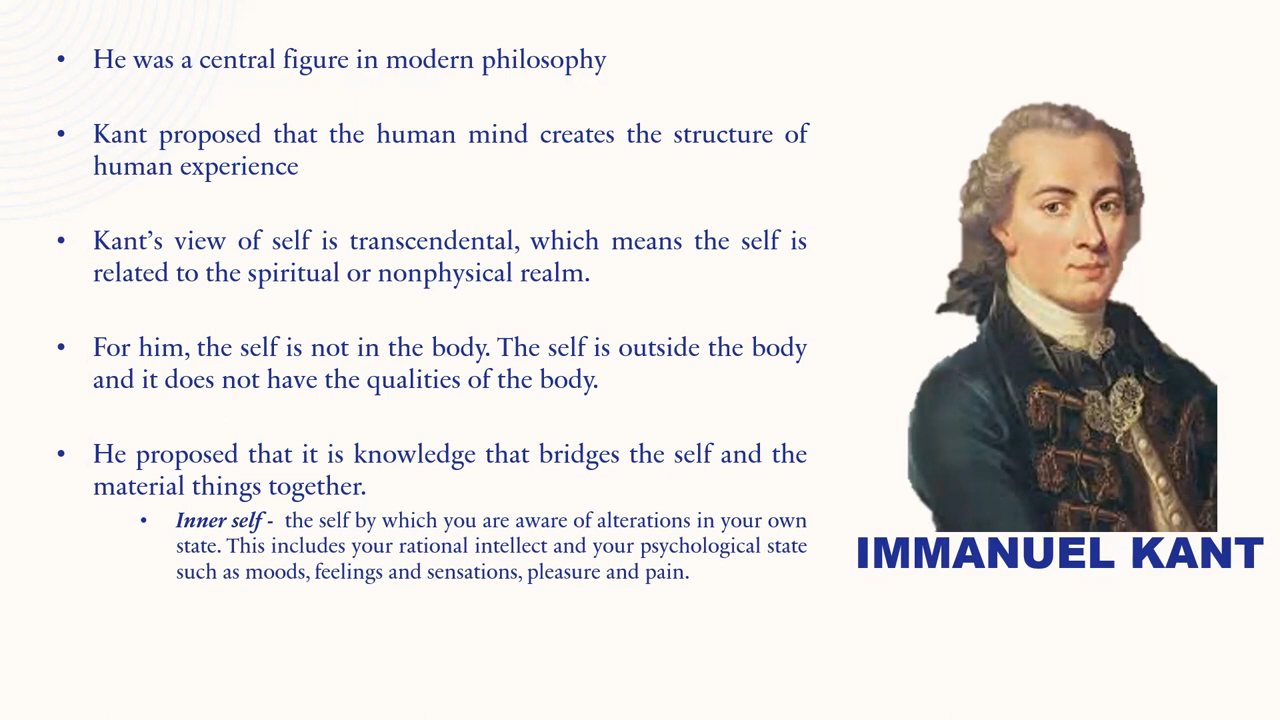 • He was a central figure in modern philosophy
• Kant proposed that the human mind creates the structure of
human experience
• Kant’s view of self is transcendental, which means the self is
related to the spiritual or nonphysical realm.
• For him, the self is not in the body. The self is outside the body
and it does not have the qualities of the body.
• He proposed that it is knowledge that bridges the self and the
material things together.
• Inner self - the self by which you are aware of alterations in your own
state. This includes your rational intellect and your psychological state
such as moods, feelings and sensations, pleasure and pain.
IMMANUEL KANT